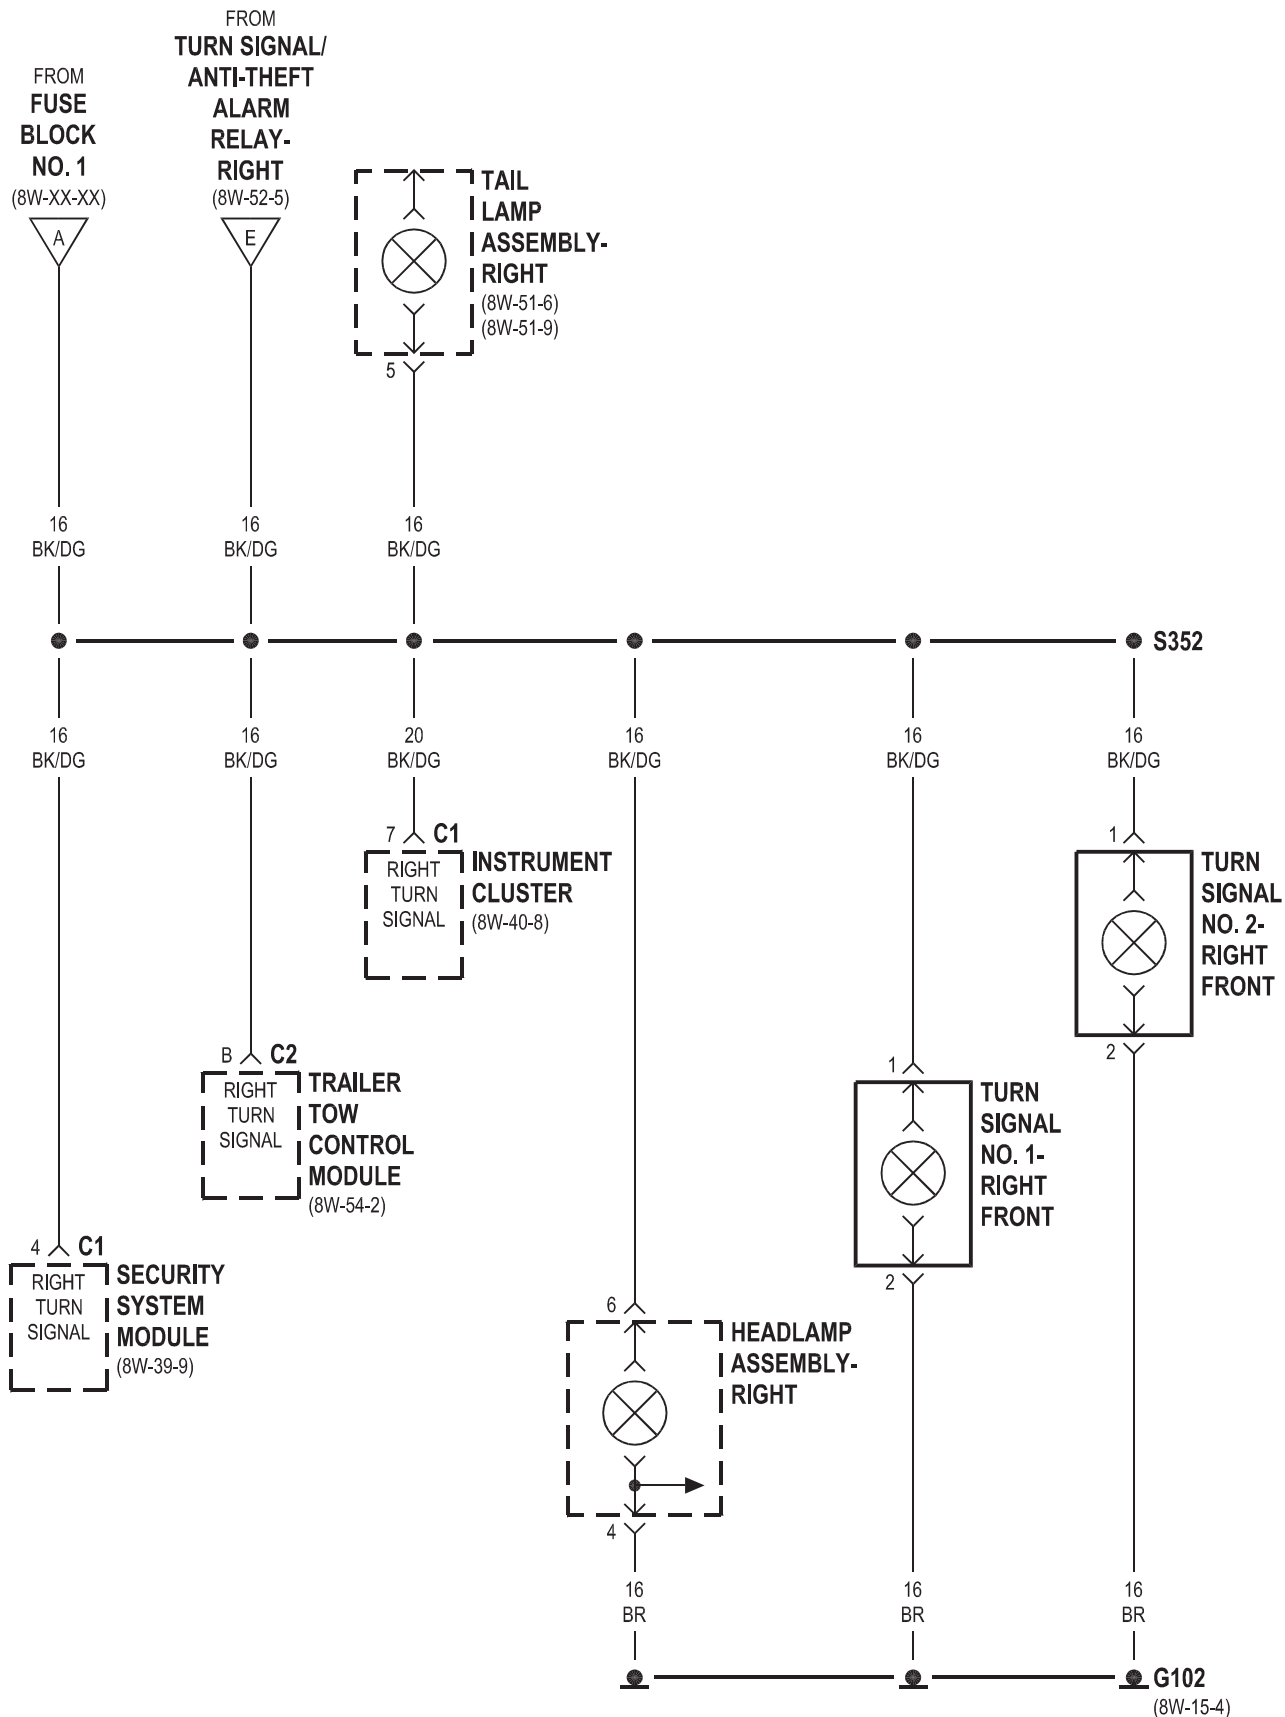 FROM
FUSE
BLOCK
NO. 1
(8W-XX-XX)
A
FROM
TURN SIGNAL/
ANTI-THEFT
ALARM
RELAY-
RIGHT
(8W-52-5)
E
TAIL
LAMP
ASSEMBLY-
RIGHT
(8W-51-6)
(8W-51-9)
5
16
BK/DG
16
BK/DG
16
BK/DG
S352
16
BK/DG
16
BK/DG
20
BK/DG
16
BK/DG
16
BK/DG
16
BK/DG
7 C1
RIGHT
TURN
SIGNAL
INSTRUMENT
CLUSTER
(8W-40-8)
1
TURN
SIGNAL
NO. 2-
RIGHT
FRONT
2
B C2
RIGHT
TURN
SIGNAL
TRAILER
TOW
CONTROL
MODULE
(8W-54-2)
1
TURN
SIGNAL
NO. 1-
RIGHT
FRONT
2
4 C1
RIGHT
TURN
SIGNAL
SECURITY
SYSTEM
MODULE
(8W-39-9)
6
HEADLAMP
ASSEMBLY-
RIGHT
4
16
BR
16
BR
16
BR
G102
(8W-15-4)